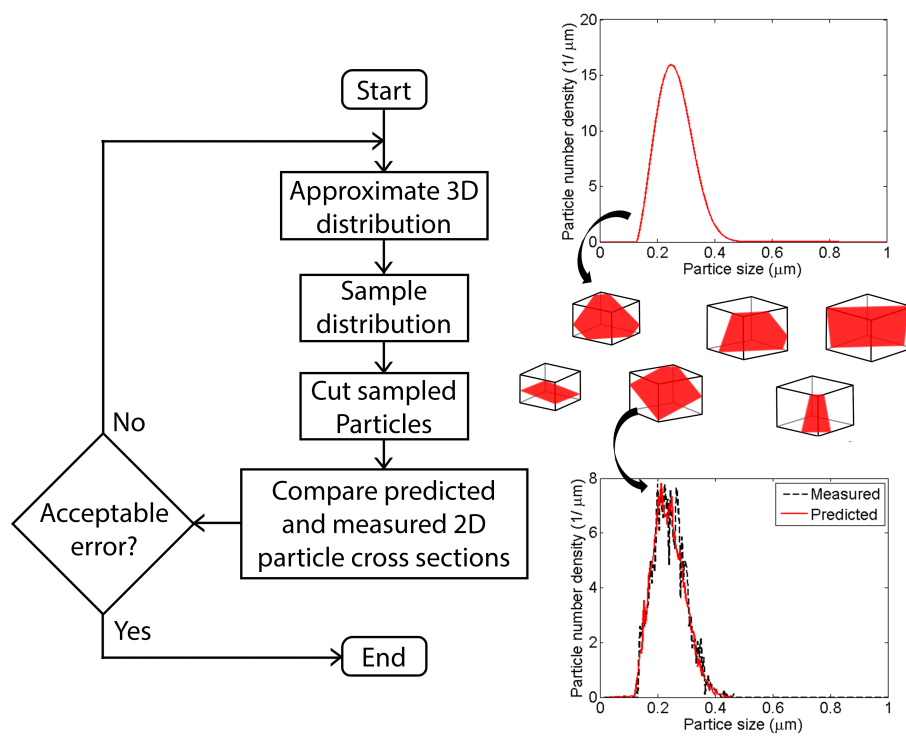 Start
Approximate 3D
distribution
Sample
distribution
Cut sampled
Particles
Compare predicted
and measured 2D
particle cross sections
Acceptable
error?
No
Yes
End
Particle number density (1/ μm)
20
15
10
5
0
0 0.2 0.4 0.6 0.8 1
Partice size (μm)
Particle number density (1/ μm)
8
6
4
2
0
0 0.2 0.4 0.6 0.8 1
Partice size (μm)
Measured
Predicted